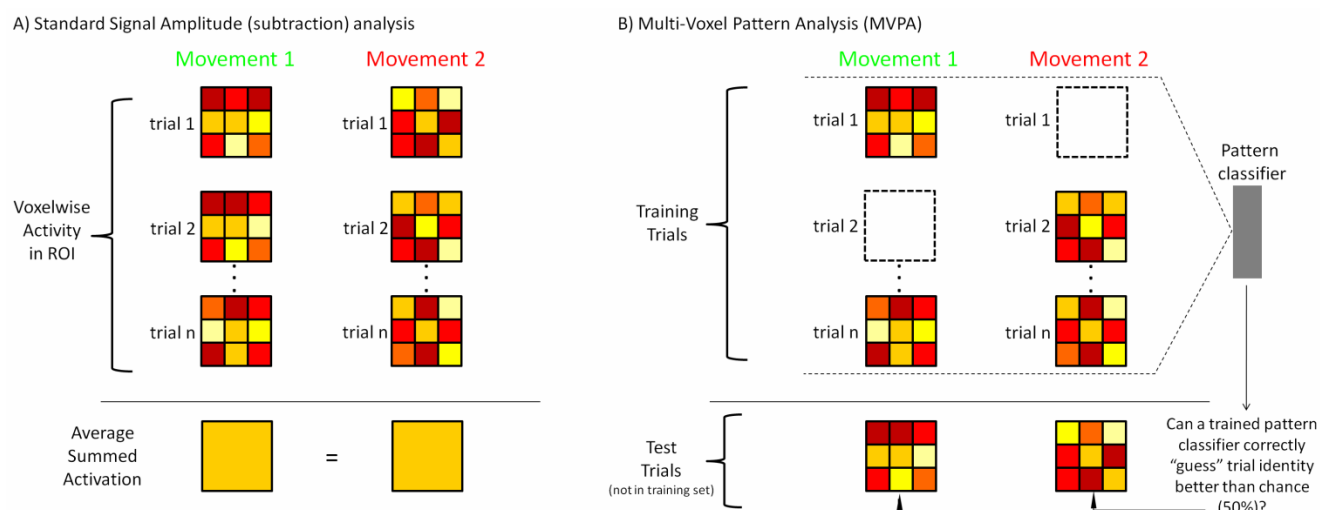 A) Standard Signal Amplitude (subtraction) analysis
Movement 1
Movement 2
trial 1
trial 1
Voxelwise
Activity
in ROI
trial 2
trial 2
trial n
trial n
Average
Summed
Activation
=
B) Multi-Voxel Pattern Analysis (MVPA)
Movement 1
Movement 2
trial 1
trial 1
Pattern
classifier
Training
Trials
trial 2
trial 2
trial n
trial n
Test
Trials
(not in training set)
Can a trained pattern
classifier correctly
“guess” trial identity
better than chance
(50%)?